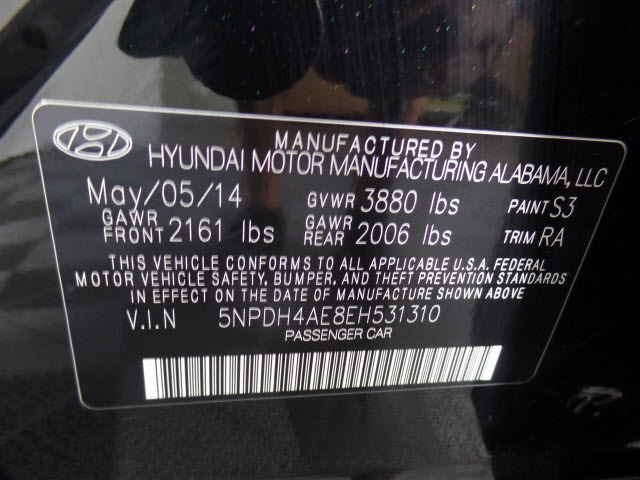 MANUFACTURED BY
HYUNDAI MOTOR MANUFACTURING ALABAMA, LLC
May/05/14 GVWR 3880 lbs PAINT S3
GAWR FRONT 2161 lbs GAWR REAR 2006 lbs TRIM RA
THIS VEHICLE CONFORMS TO ALL APPLICABLE U.S.A. FEDERAL
MOTOR VEHICLE SAFETY, BUMPER, AND THEFT PREVENTION STANDARDS
IN EFFECT ON THE DATE OF MANUFACTURE SHOWN ABOVE
V.I.N 5NPDH4AE8EH531310
PASSENGER CAR